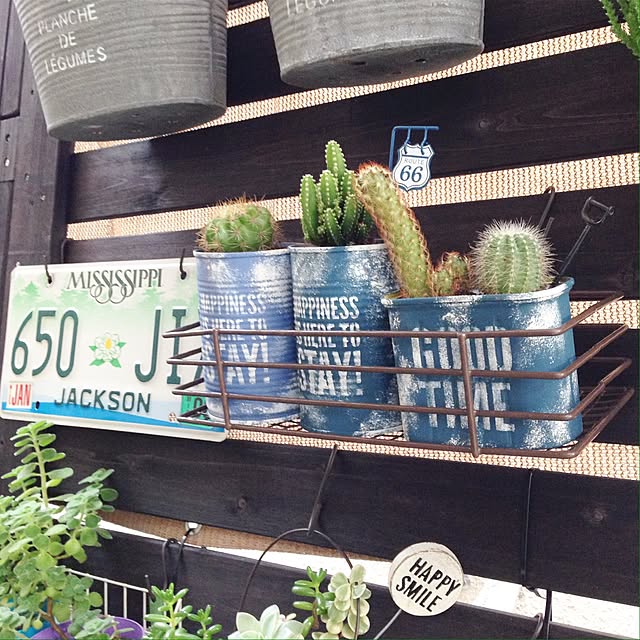 PLANCHE
DE
LÉGUMES
ROUTE
66
MISSISSIPPI
650 JI
JAN
JACKSON
HAPPINESS
HERE TO
STAY!
HAPPINESS
HERE TO
STAY!
GOOD
TIME
HAPPY
SMILE